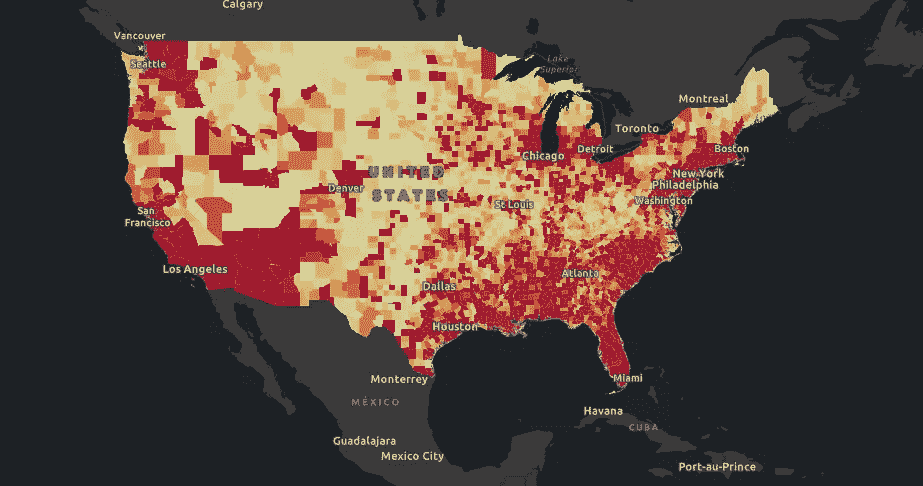 Calgary
Vancouver
Seattle
Lake
Superior
Montreal
Toronto
Boston
Detroit
Chicago
New York
Philadelphia
UNITED
STATES
Denver
Washington
St Louis
San
Francisco
Los Angeles
Atlanta
Dallas
Houston
Monterrey
Miami
MÉXICO
Havana
CUBA
Guadalajara
Mexico City
Port-au-Prince